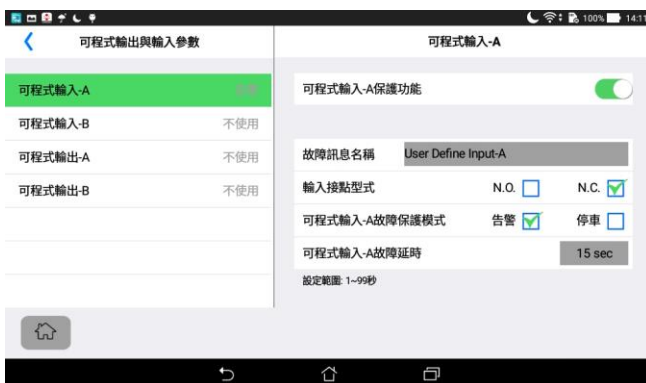 100% 14:11
可程式輸出與輸入參數
可程式輸入-A
可程式輸入-B 不使用
可程式輸出-A 不使用
可程式輸出-B 不使用
可程式輸入-A
可程式輸入-A保護功能
故障訊息名稱 User Define Input-A
輸入接點型式 N.O. N.C.
可程式輸入-A故障保護模式 告警 停車
可程式輸入-A故障延時 15 sec
設定範圍: 1~99秒